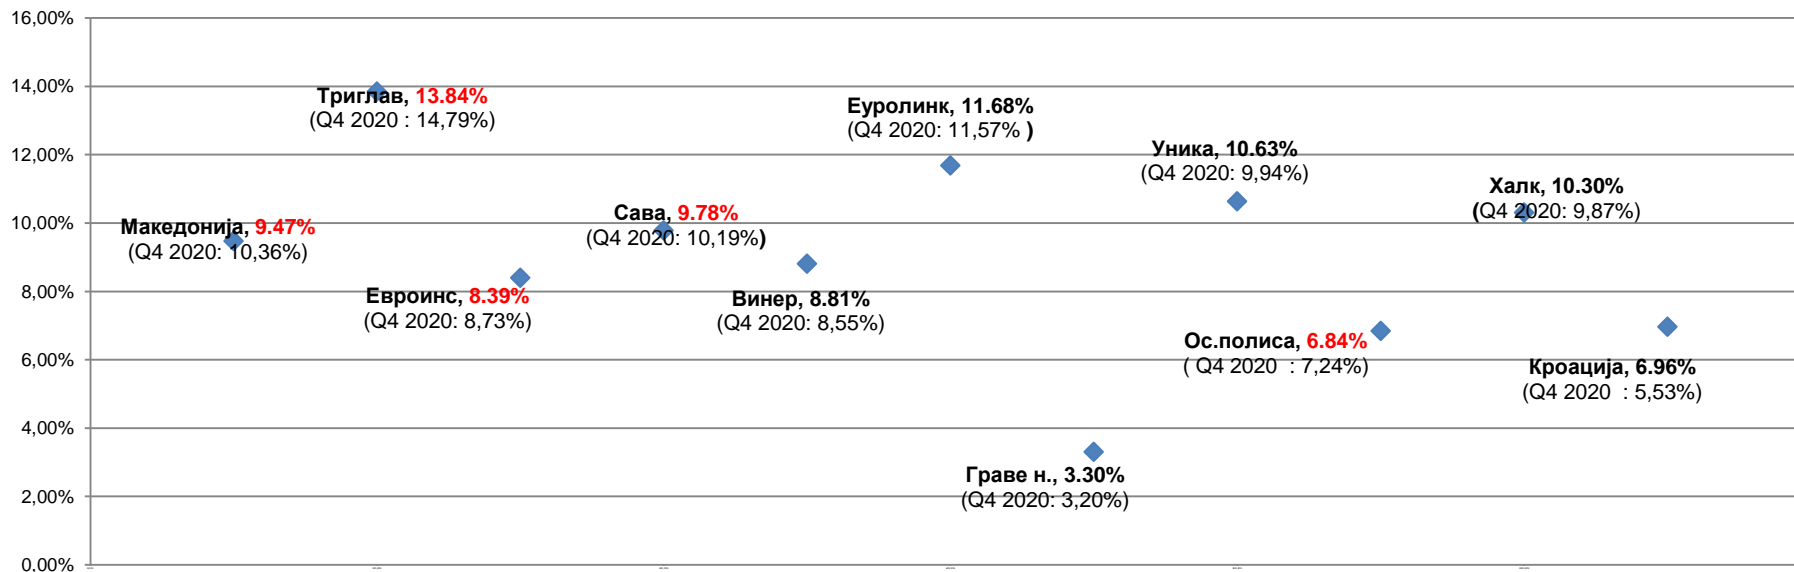 16,00%
14,00%
12,00%
10,00%
8,00%
6,00%
4,00%
2,00%
0,00%
Македонија, 9.47%
(Q4 2020: 10,36%)
Триглав, 13.84%
(Q4 2020 : 14,79%)
Евроинс, 8.39%
(Q4 2020: 8,73%)
Сава, 9.78%
(Q4 2020: 10,19%)
Винер, 8.81%
(Q4 2020: 8,55%)
Еуролинк, 11.68%
(Q4 2020: 11,57% )
Граве н., 3.30%
(Q4 2020: 3,20%)
Уника, 10.63%
(Q4 2020: 9,94%)
Ос.полиса, 6.84%
( Q4 2020 : 7,24%)
Халк, 10.30%
(Q4 2020: 9,87%)
Кроација, 6.96%
(Q4 2020 : 5,53%)